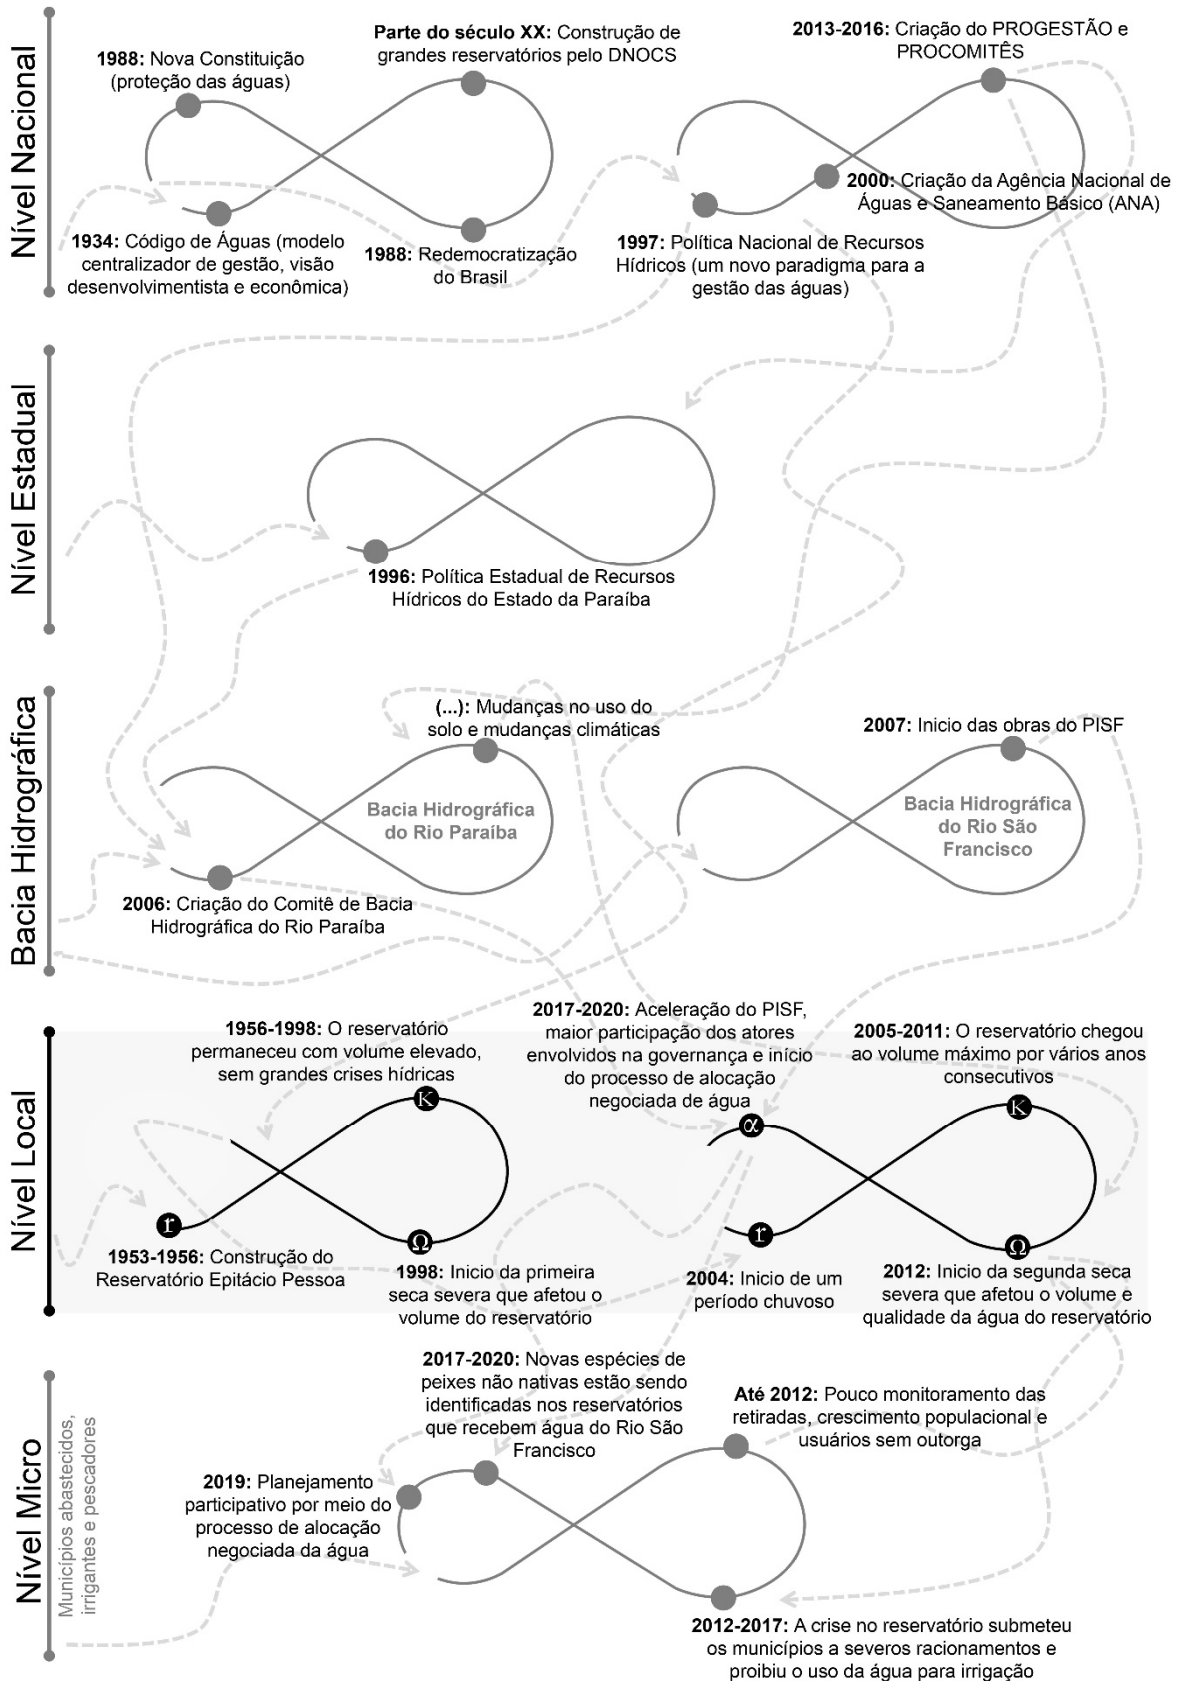 Nível Nacional
1988: Nova Constituição
(proteção das águas)
Parte do século XX: Construção de
grandes reservatórios pelo DNOCS
2013-2016: Criação do PROGESTÃO e
PROCOMITÊS
1934: Código de Águas (modelo
centralizador de gestão, visão
desenvolvimentista e econômica)
1988: Redemocratização
do Brasil
2000: Criação da Agência Nacional de
Águas e Saneamento Básico (ANA)
1997: Política Nacional de Recursos
Hídricos (um novo paradigma para a
gestão das águas)
Nível Estadual
1996: Política Estadual de Recursos
Hídricos do Estado da Paraíba
Bacia Hidrográfica
(...): Mudanças no uso do
solo e mudanças climáticas
Bacia Hidrográfica
do Rio Paraíba
2006: Criação do Comitê de Bacia
Hidrográfica do Rio Paraíba
2007: Inicio das obras do PISF
Bacia Hidrográfica
do Rio São
Francisco
Nível Local
1956-1998: O reservatório
permaneceu com volume elevado,
sem grandes crises hídricas
K
r
1953-1956: Construção do
Reservatório Epitácio Pessoa
Ω
1998: Inicio da primeira
seca severa que afetou o
volume do reservatório
2017-2020: Aceleração do PISF,
maior participação dos atores
envolvidos na governança e início
do processo de alocação
negociada de água
α
2005-2011: O reservatório chegou
ao volume máximo por vários anos
consecutivos
K
r
2004: Inicio de um
período chuvoso
Ω
2012: Inicio da segunda seca
severa que afetou o volume e
qualidade da água do reservatório
Nível Micro
Municípios abastecidos,
irrigantes e pescadores
2017-2020: Novas espécies de
peixes não nativas estão sendo
identificadas nos reservatórios
que recebem água do Rio São
Francisco
Até 2012: Pouco monitoramento das
retiradas, crescimento populacional e
usuários sem outorga
2019: Planejamento
participativo por meio do
processo de alocação
negociada da água
2012-2017: A crise no reservatório submeteu
os municípios a severos racionamentos e
proibiu o uso da água para irrigação